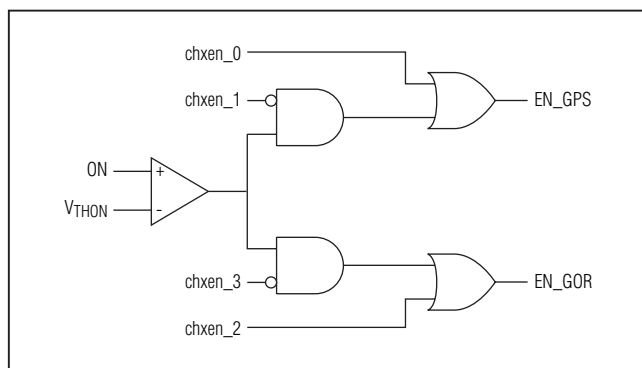 chxen_0
chxen_1
EN_GPS
ON
+
VTHON
-
chxen_3
EN_GOR
chxen_2